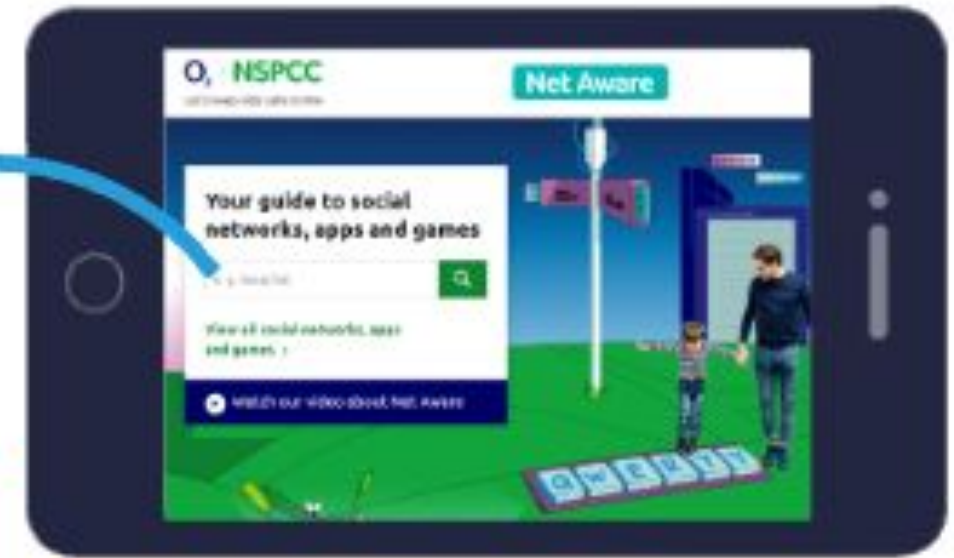 O₂ NSPCC
Net Aware
Your guide to social
networks, apps and games
View all social networks, apps
and games ›
Watch our video about Net Aware
QWERTY